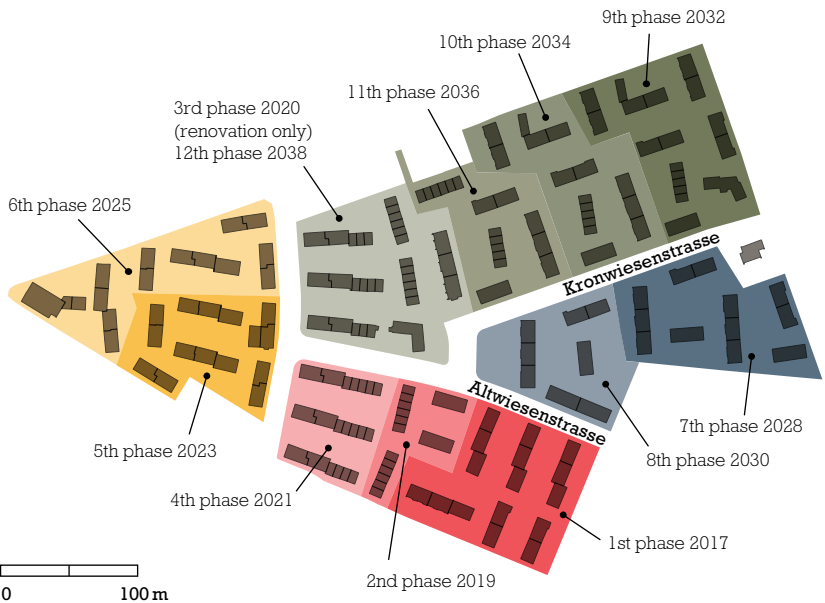 9th phase 2032
10th phase 2034
11th phase 2036
3rd phase 2020
(renovation only)
12th phase 2038
6th phase 2025
Kronwiesenstrasse
Altwiesenstrasse
7th phase 2028
8th phase 2030
5th phase 2023
4th phase 2021
1st phase 2017
2nd phase 2019
0 100 m